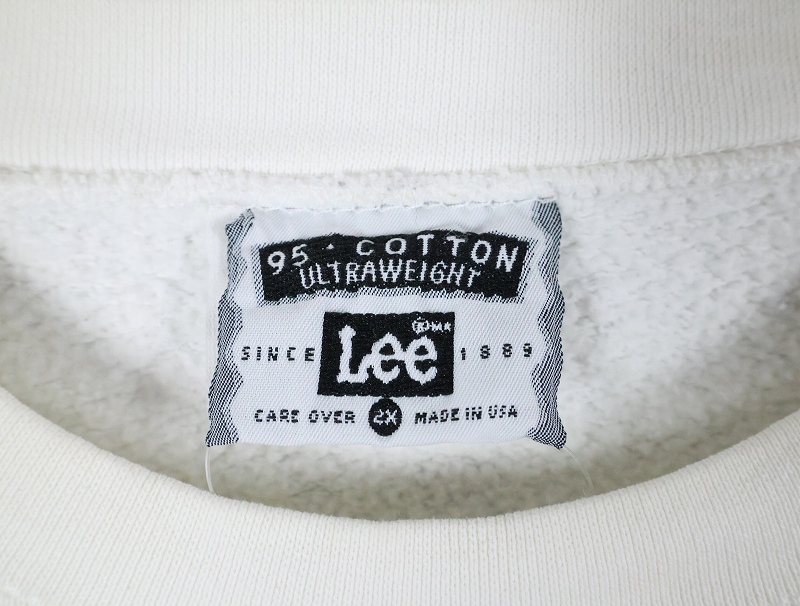 95 · COTTON
ULTRAWEIGHT
® M.R.
SINCE Lee 1889
CARE OVER 2X MADE IN USA